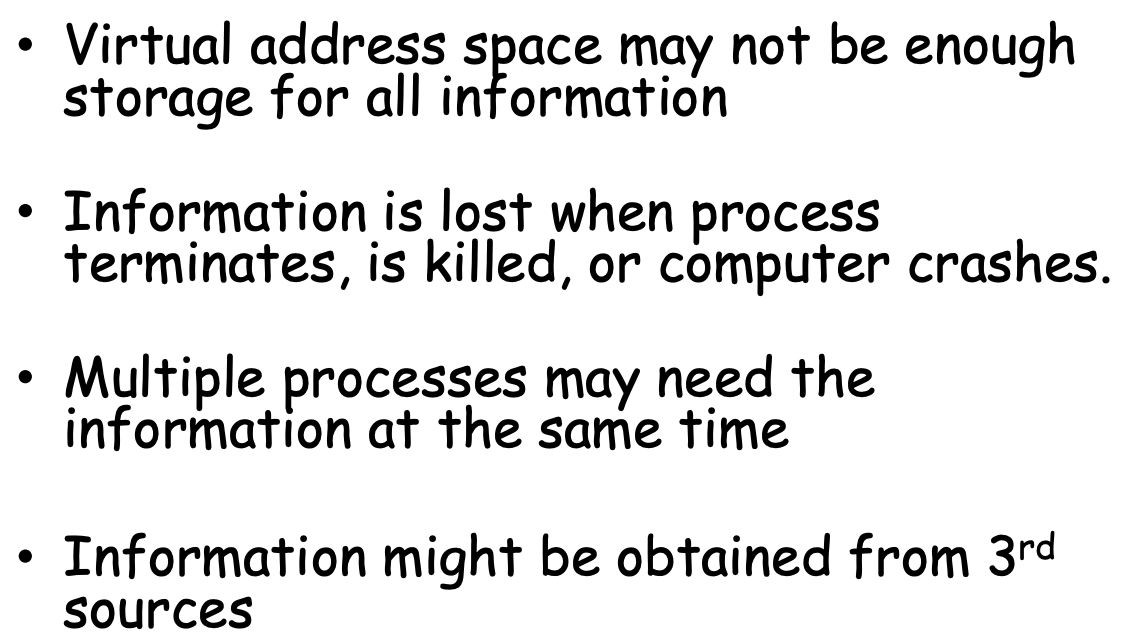 • Virtual address space may not be enough
storage for all information
• Information is lost when process
terminates, is killed, or computer crashes.
• Multiple processes may need the
information at the same time
• Information might be obtained from 3rd
sources